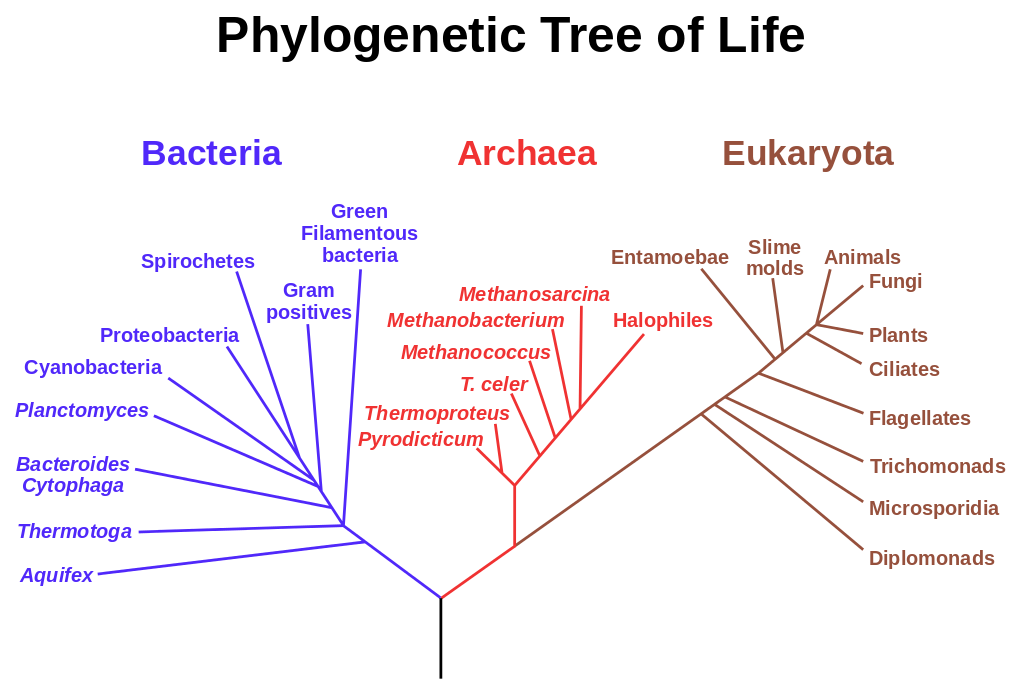 Phylogenetic Tree of Life
Bacteria
Archaea
Eukaryota
Green
Filamentous
bacteria
Spirochetes
Gram
positives
Proteobacteria
Cyanobacteria
Planctomyces
Bacteroides
Cytophaga
Thermotoga
Aquifex
Methanosarcina
Methanobacterium
Halophiles
Methanococcus
T. celer
Thermoproteus
Pyrodicticum
Entamoebae
Slime
molds
Animals
Fungi
Plants
Ciliates
Flagellates
Trichomonads
Microsporidia
Diplomonads